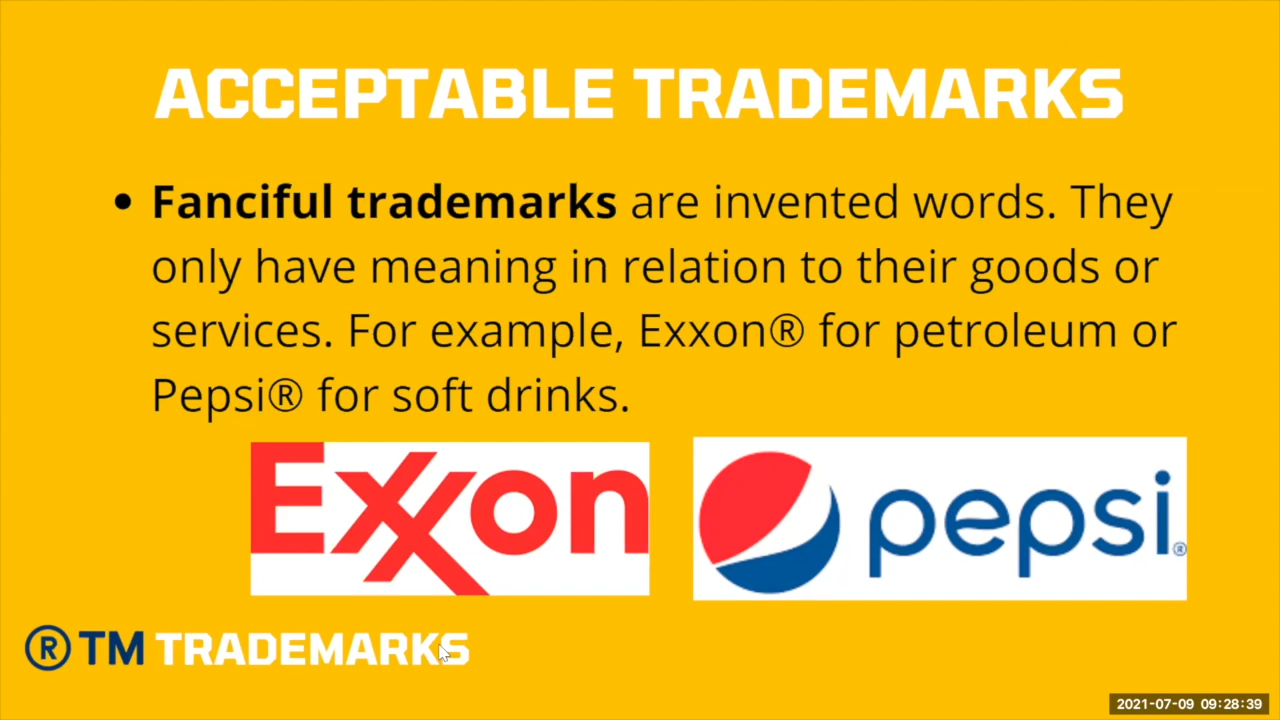 ACCEPTABLE TRADEMARKS
• Fanciful trademarks are invented words. They
only have meaning in relation to their goods or
services. For example, Exxon® for petroleum or
Pepsi® for soft drinks.
Exxon
pepsi®
® TM TRADEMARKS
2021-07-09 09:28:39